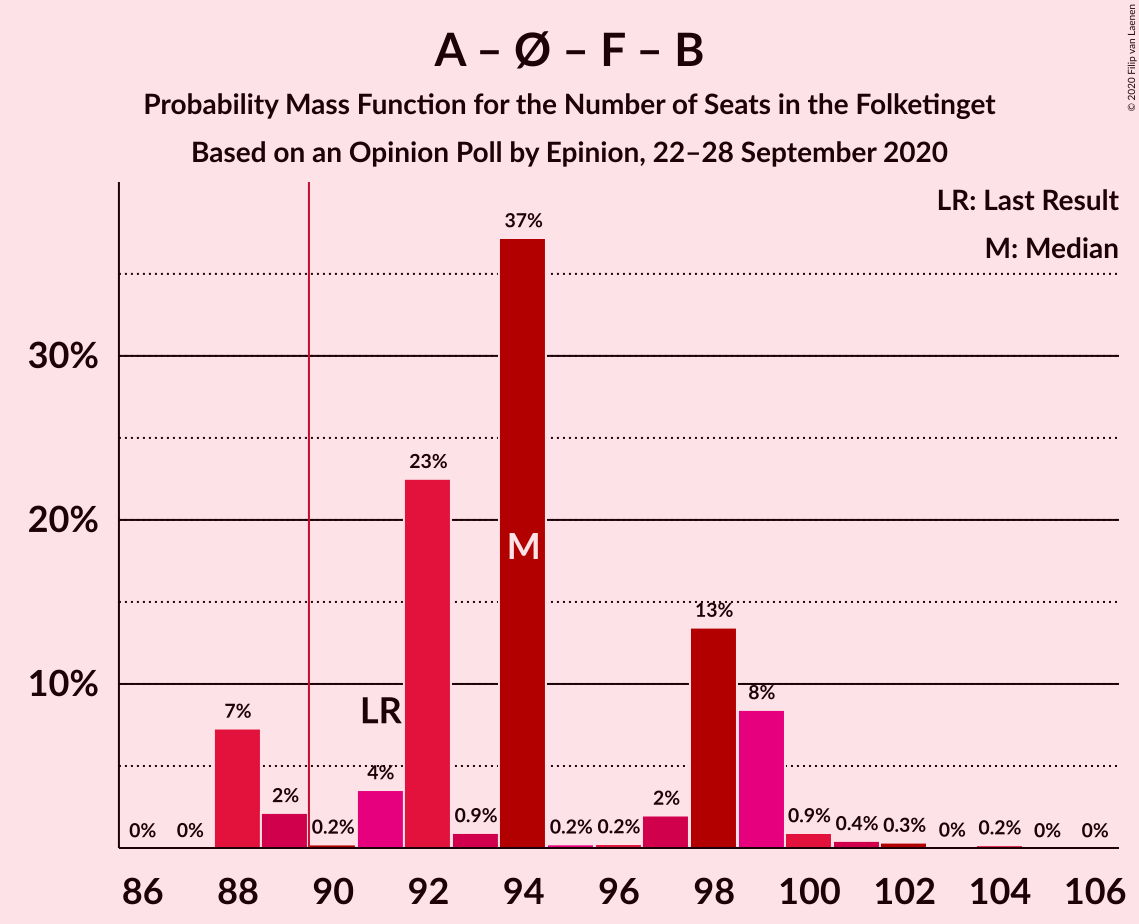 A – Ø – F – B
Probability Mass Function for the Number of Seats in the Folketinget
Based on an Opinion Poll by Epinion, 22–28 September 2020
© 2020 Filip van Laenen
LR: Last Result
M: Median
37%
30%
23%
20%
M
13%
10%
8%
LR
7%
4%
2%
2%
0% 0% 0.2% 0.9% 0.2% 0.2% 0.9% 0.4% 0.3% 0% 0.2% 0% 0%
86 88 90 92 94 96 98 100 102 104 106